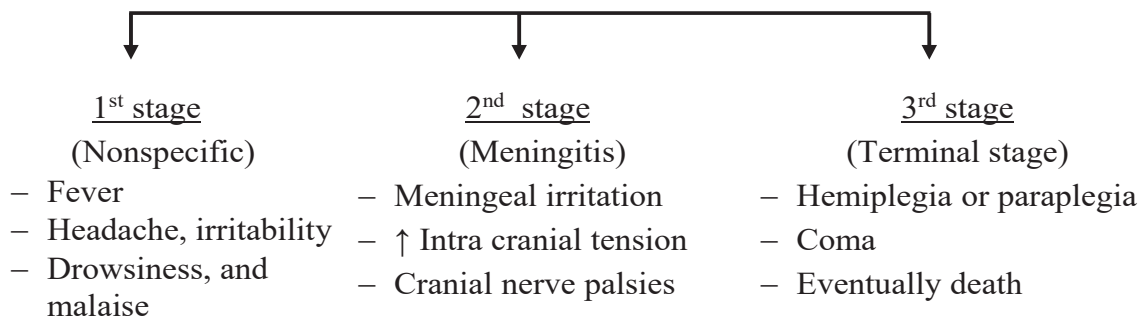 1st stage
(Nonspecific)
– Fever
– Headache, irritability
– Drowsiness, and
malaise
2nd stage
(Meningitis)
– Meningeal irritation
– ↑ Intra cranial tension
– Cranial nerve palsies
3rd stage
(Terminal stage)
– Hemiplegia or paraplegia
– Coma
– Eventually death